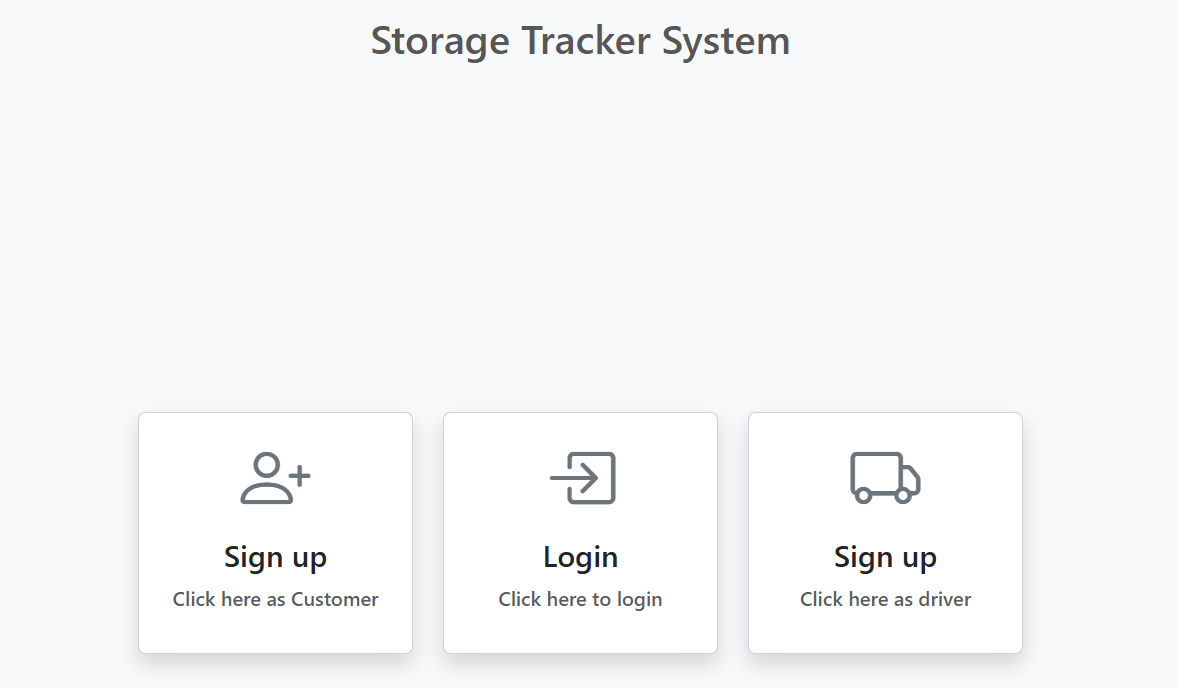 Storage Tracker System
Sign up
Click here as Customer
Login
Click here to login
Sign up
Click here as driver